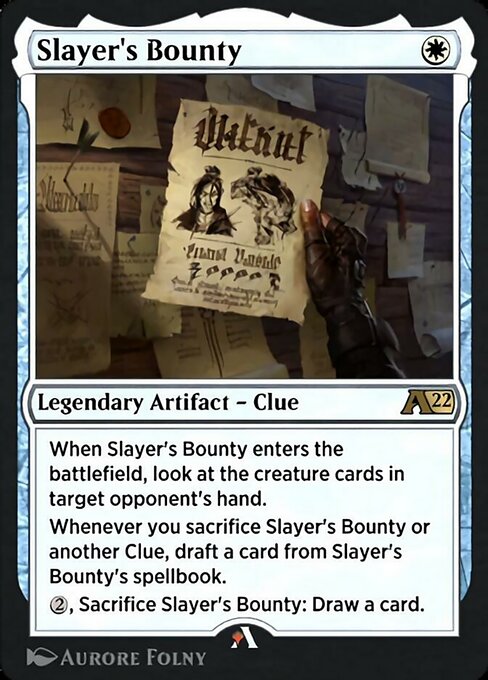 Slayer's Bounty
Legendary Artifact – Clue
A22
When Slayer's Bounty enters the
battlefield, look at the creature cards in
target opponent's hand.
Whenever you sacrifice Slayer's Bounty or
another Clue, draft a card from Slayer's
Bounty's spellbook.
2, Sacrifice Slayer's Bounty: Draw a card.
Aurore Folny